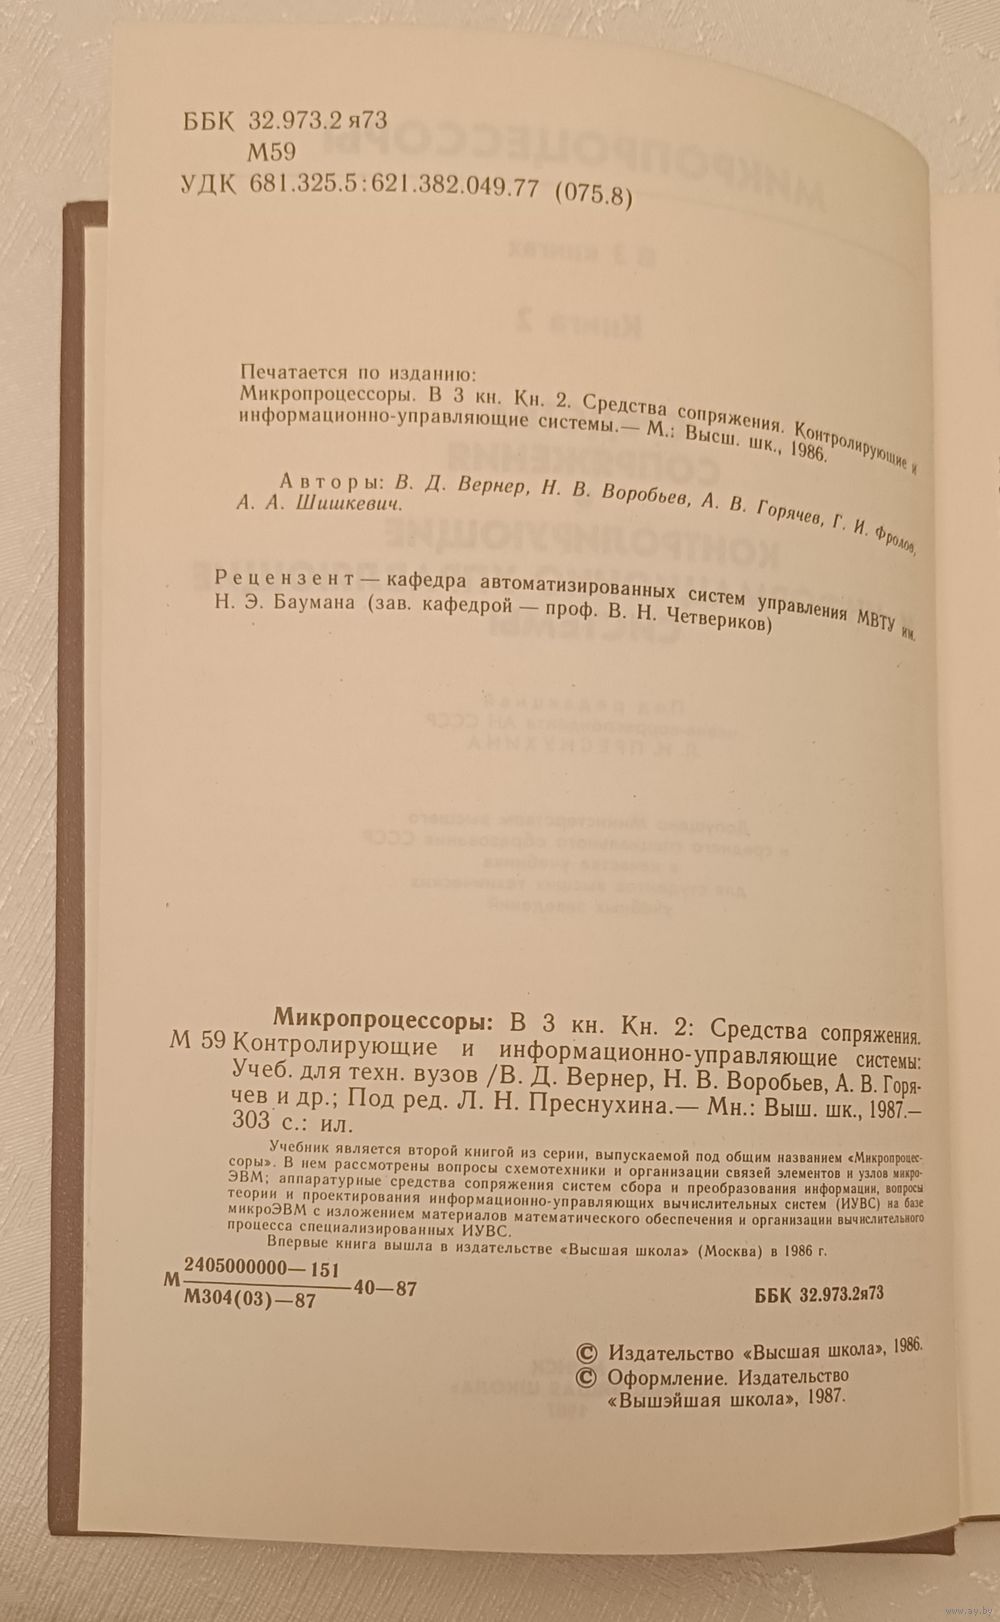 ББК 32.973.2 я73
М59
УДК 681.325.5 : 621.382.049.77 (075.8)
Печатается по изданию:
Микропроцессоры. В 3 кн. Кн. 2. Средства сопряжения. Контролирующие и
информационно-управляющие системы.— М.: Высш. шк., 1986.
Авторы: В. Д. Вернер, Н. В. Воробьев, А. В. Горячев, Г. И. Фролов,
А. А. Шишкевич.
Рецензент — кафедра автоматизированных систем управления МВТУ им.
Н. Э. Баумана (зав. кафедрой — проф. В. Н. Четвериков)
Микропроцессоры: В 3 кн. Кн. 2: Средства сопряжения.
М 59 Контролирующие и информационно-управляющие системы:
Учеб. для техн. вузов /В. Д. Вернер, Н. В. Воробьев, А. В. Горя-
чев и др.; Под ред. Л. Н. Преснухина.— Мн.: Выш. шк., 1987.—
303 с.: ил.
Учебник является второй книгой из серии, выпускаемой под общим названием «Микропроцес-
соры». В нем рассмотрены вопросы схемотехники и организации связей элементов и узлов микро-
ЭВМ; аппаратурные средства сопряжения систем сбора и преобразования информации, вопросы
теории и проектирования информационно-управляющих вычислительных систем (ИУВС) на базе
микроЭВМ с изложением материалов математического обеспечения и организации вычислительного
процесса специализированных ИУВС.
Впервые книга вышла в издательстве «Высшая школа» (Москва) в 1986 г.
2405000000— 151
М ————— 40—87
М304(03)—87
ББК 32.973.2я73
© Издательство «Высшая школа», 1986.
© Оформление. Издательство
«Вышэйшая школа», 1987.
www.ay.by